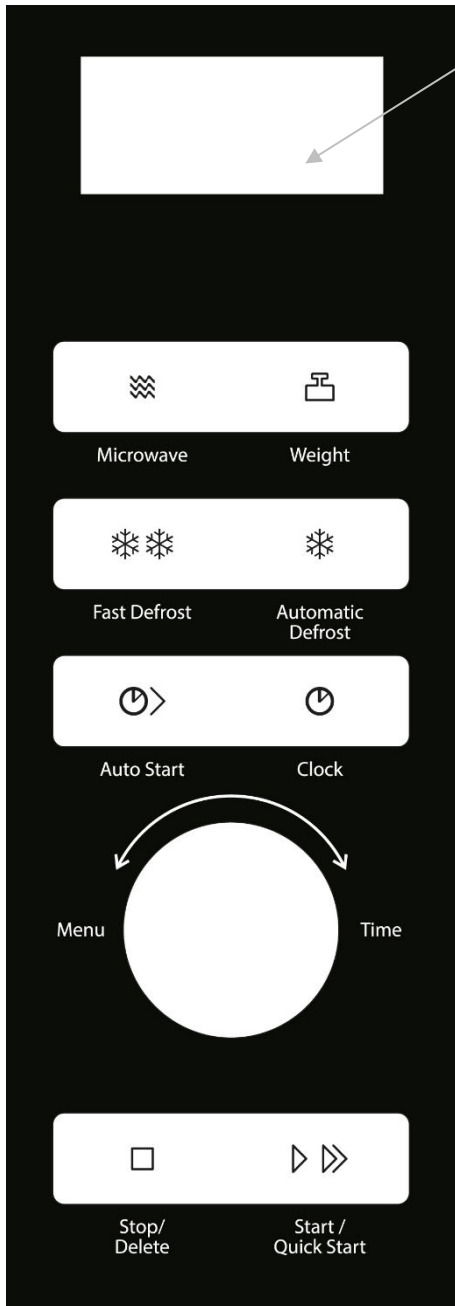 Microwave Weight
Fast Defrost Automatic
Defrost
Auto Start Clock
Menu Time
Stop/ Start /
Delete Quick Start